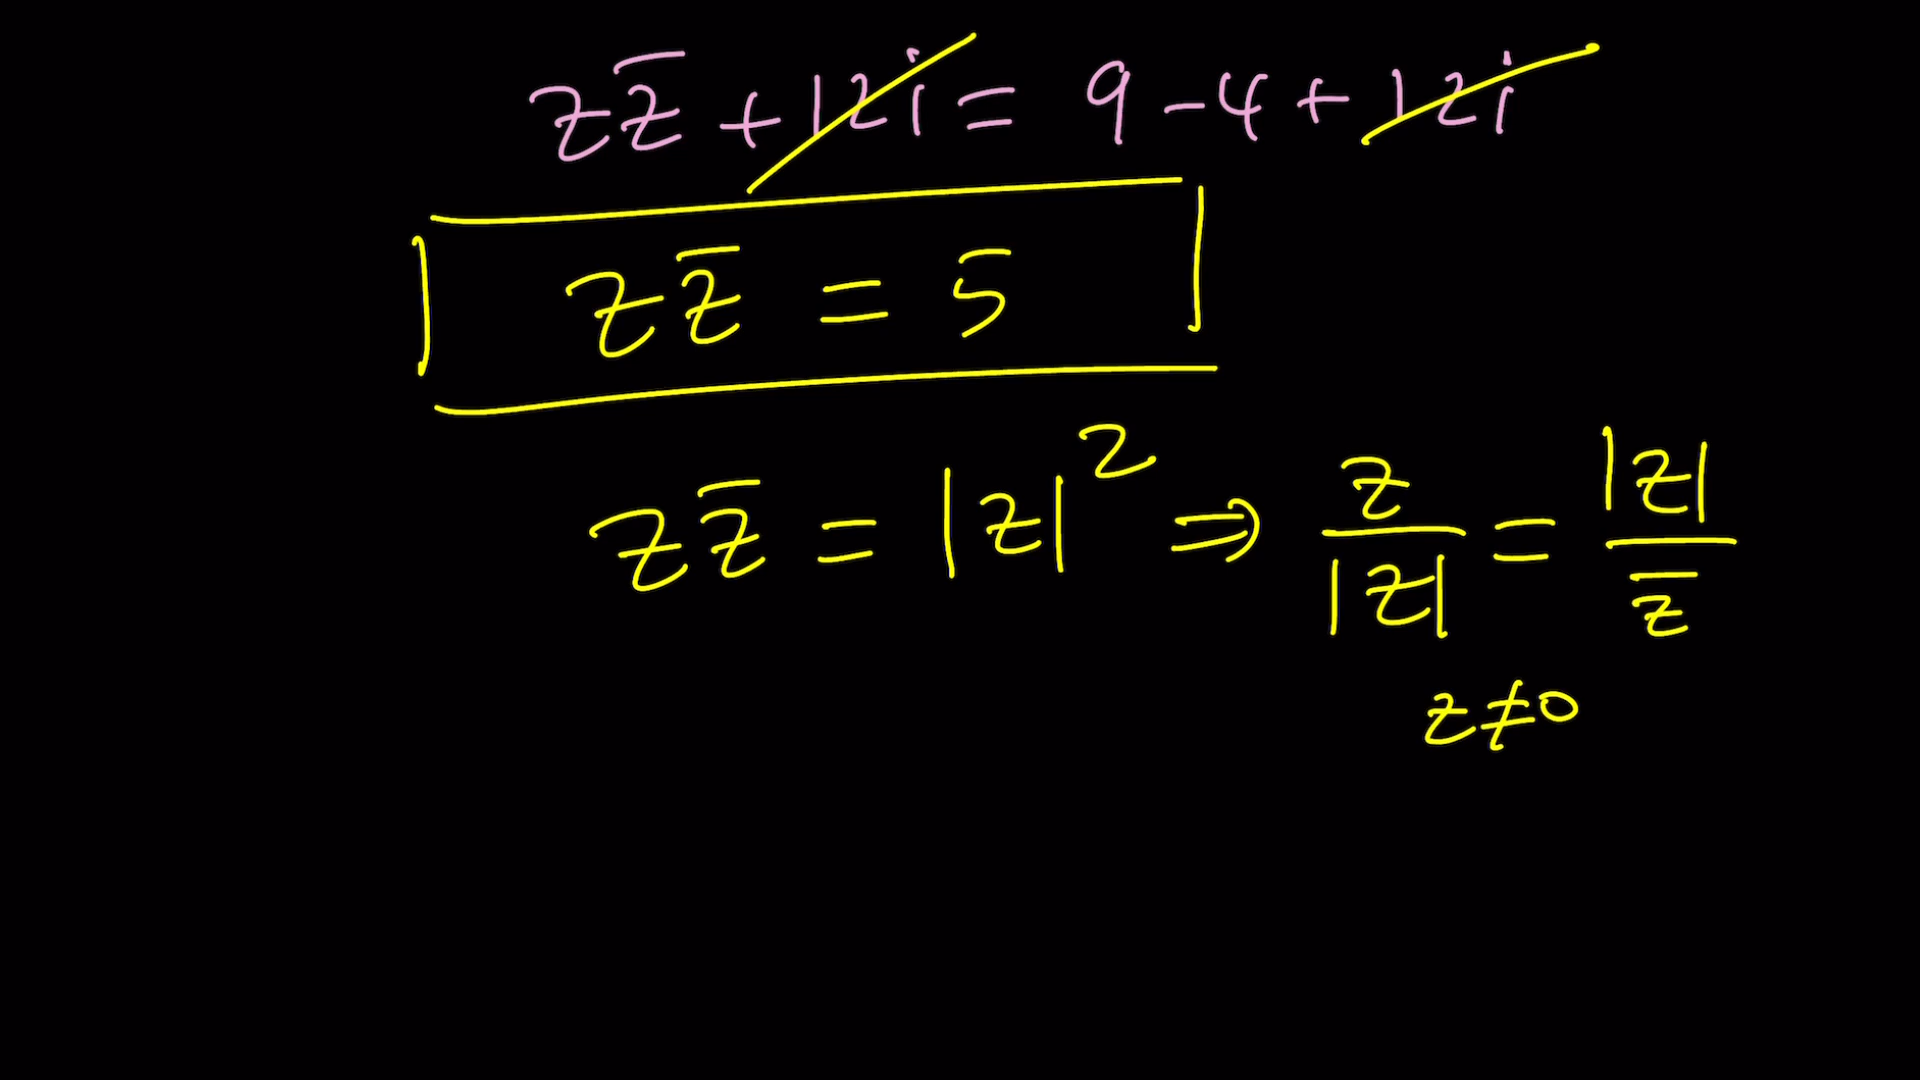 zz̅ + 12i = 9 - 4 + 12i
zz̅ = 5
zz̅ = |z|² ⇒ z/|z| = |z|/z̅
z ≠ 0